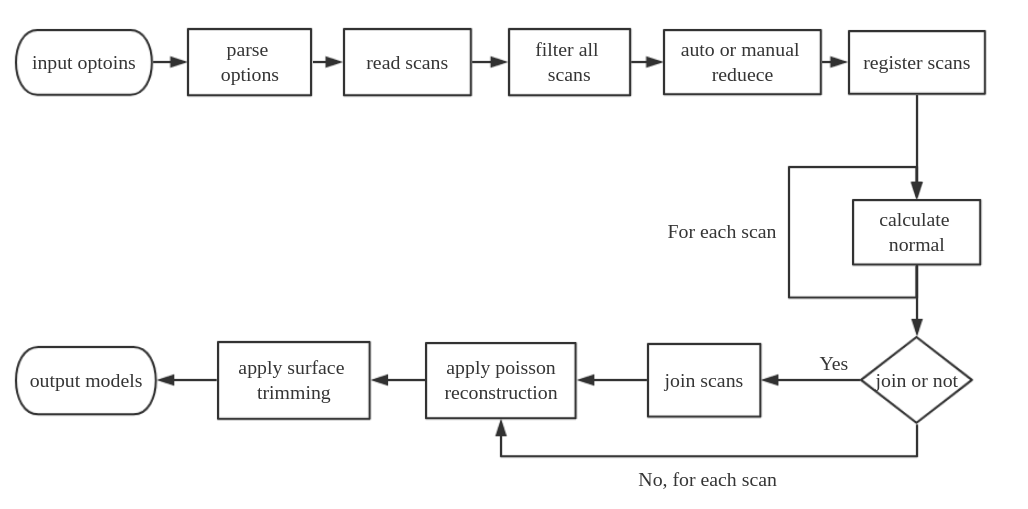 input optoins
parse
options
read scans
filter all
scans
auto or manual
reduece
register scans
For each scan
calculate
normal
join or not
Yes
join scans
apply poisson
reconstruction
apply surface
trimming
output models
No, for each scan